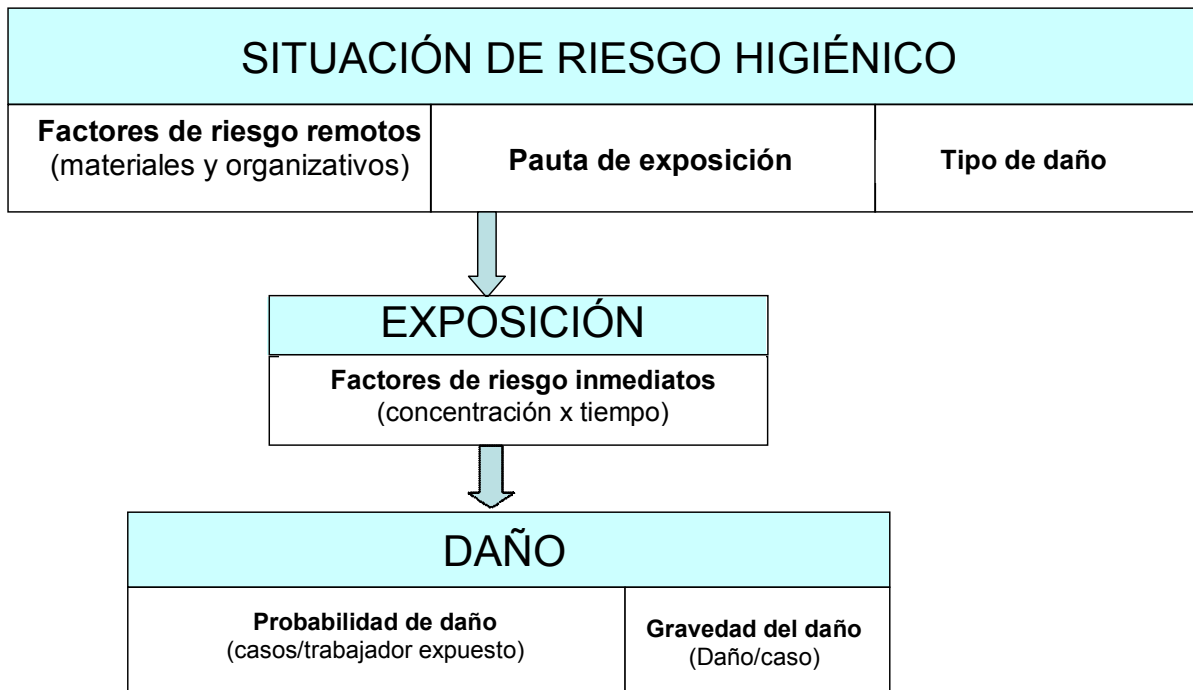 SITUACIÓN DE RIESGO HIGIÉNICO
Factores de riesgo remotos
(materiales y organizativos)
Pauta de exposición
Tipo de daño
EXPOSICIÓN
Factores de riesgo inmediatos
(concentración x tiempo)
DAÑO
Probabilidad de daño
(casos/trabajador expuesto)
Gravedad del daño
(Daño/caso)